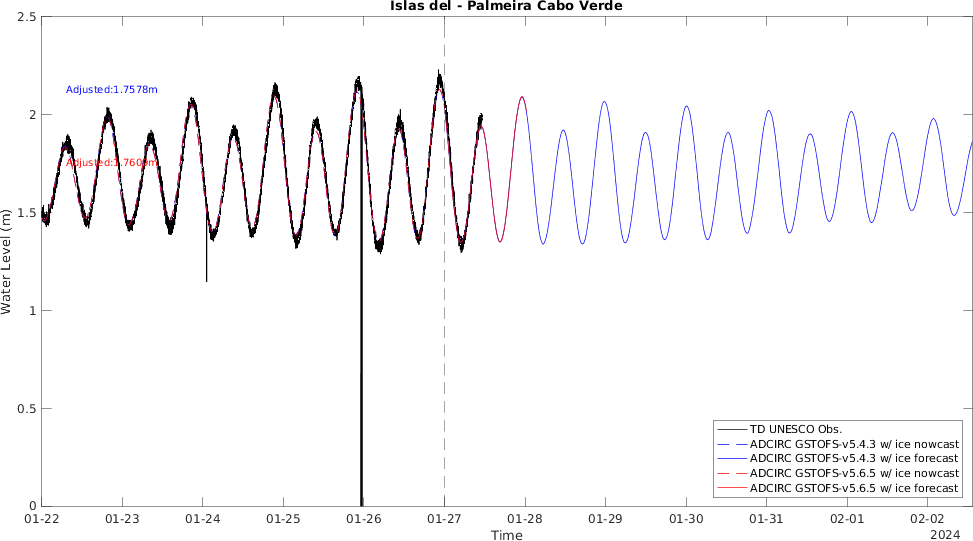 Islas del - Palmeira Cabo Verde
2.5
2
1.5
1
0.5
0
Water Level (m)
Adjusted:1.7578m
Adjusted:1.7600m
TD UNESCO Obs.
ADCIRC GSTOFS-v5.4.3 w/ ice nowcast
ADCIRC GSTOFS-v5.4.3 w/ ice forecast
ADCIRC GSTOFS-v5.6.5 w/ ice nowcast
ADCIRC GSTOFS-v5.6.5 w/ ice forecast
01-22 01-23 01-24 01-25 01-26 01-27 01-28 01-29 01-30 01-31 02-01 02-02
Time
2024